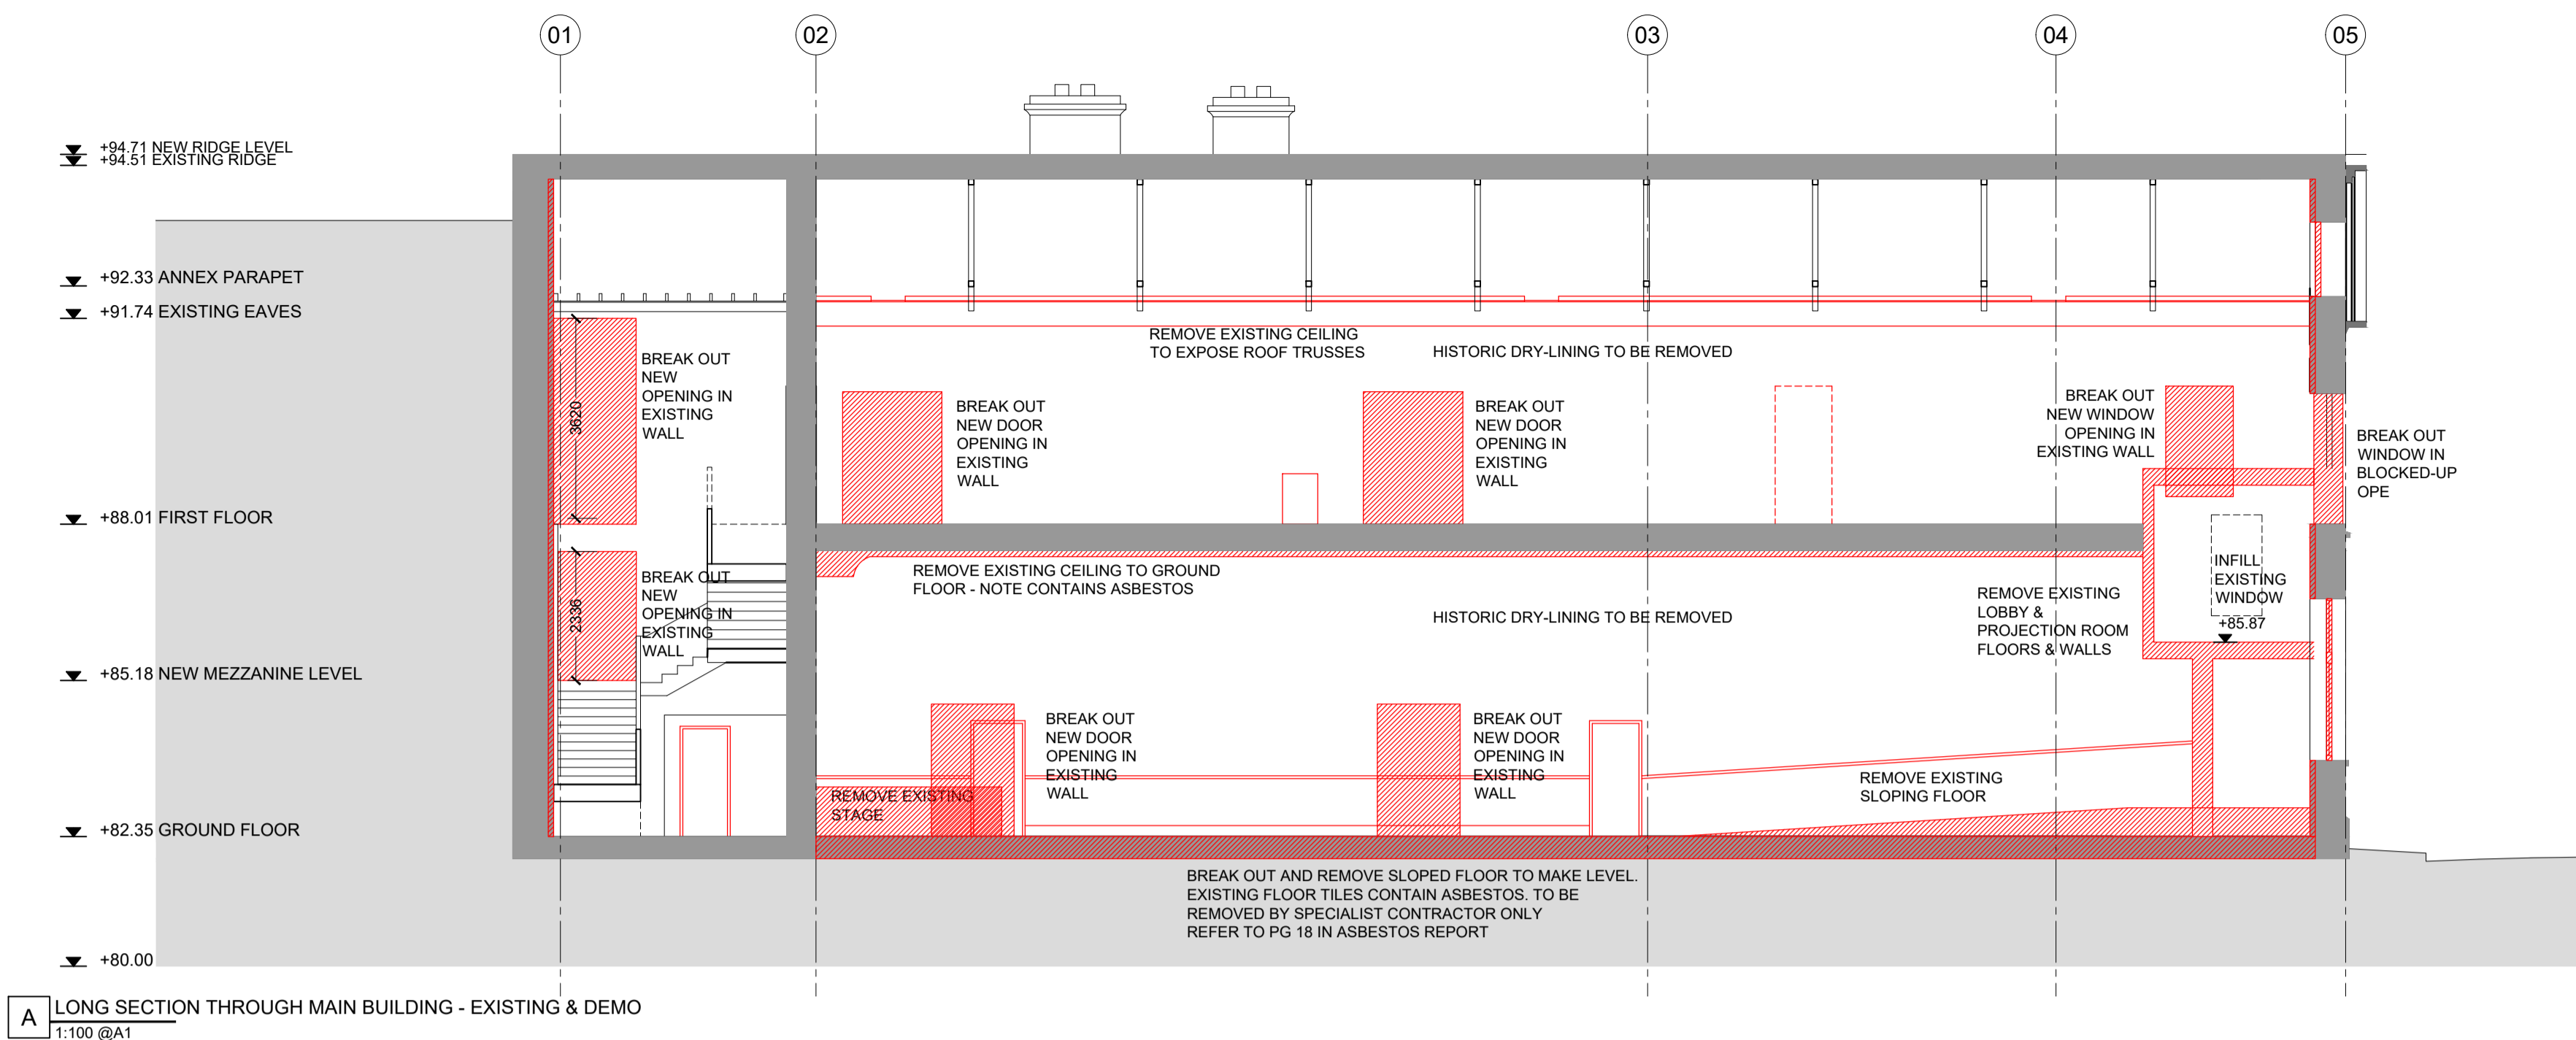 01
02
03
04
05
+94.71 NEW RIDGE LEVEL
+94.51 EXISTING RIDGE
+92.33 ANNEX PARAPET
+91.74 EXISTING EAVES
+88.01 FIRST FLOOR
+85.18 NEW MEZZANINE LEVEL
+82.35 GROUND FLOOR
+80.00
3620
BREAK OUT
NEW
OPENING IN
EXISTING
WALL
2336
BREAK OUT
NEW
OPENING IN
EXISTING
WALL
REMOVE EXISTING CEILING
TO EXPOSE ROOF TRUSSES
HISTORIC DRY-LINING TO BE REMOVED
BREAK OUT
NEW DOOR
OPENING IN
EXISTING
WALL
BREAK OUT
NEW DOOR
OPENING IN
EXISTING
WALL
BREAK OUT
NEW WINDOW
OPENING IN
EXISTING WALL
BREAK OUT
WINDOW IN
BLOCKED-UP
OPE
REMOVE EXISTING CEILING TO GROUND
FLOOR - NOTE CONTAINS ASBESTOS
HISTORIC DRY-LINING TO BE REMOVED
REMOVE EXISTING
LOBBY &
PROJECTION ROOM
FLOORS & WALLS
INFILL
EXISTING
WINDOW
+85.87
REMOVE EXISTING
STAGE
BREAK OUT
NEW DOOR
OPENING IN
EXISTING
WALL
BREAK OUT
NEW DOOR
OPENING IN
EXISTING
WALL
REMOVE EXISTING
SLOPING FLOOR
BREAK OUT AND REMOVE SLOPED FLOOR TO MAKE LEVEL.
EXISTING FLOOR TILES CONTAIN ASBESTOS. TO BE
REMOVED BY SPECIALIST CONTRACTOR ONLY
REFER TO PG 18 IN ASBESTOS REPORT
A
LONG SECTION THROUGH MAIN BUILDING - EXISTING & DEMO
1:100 @A1